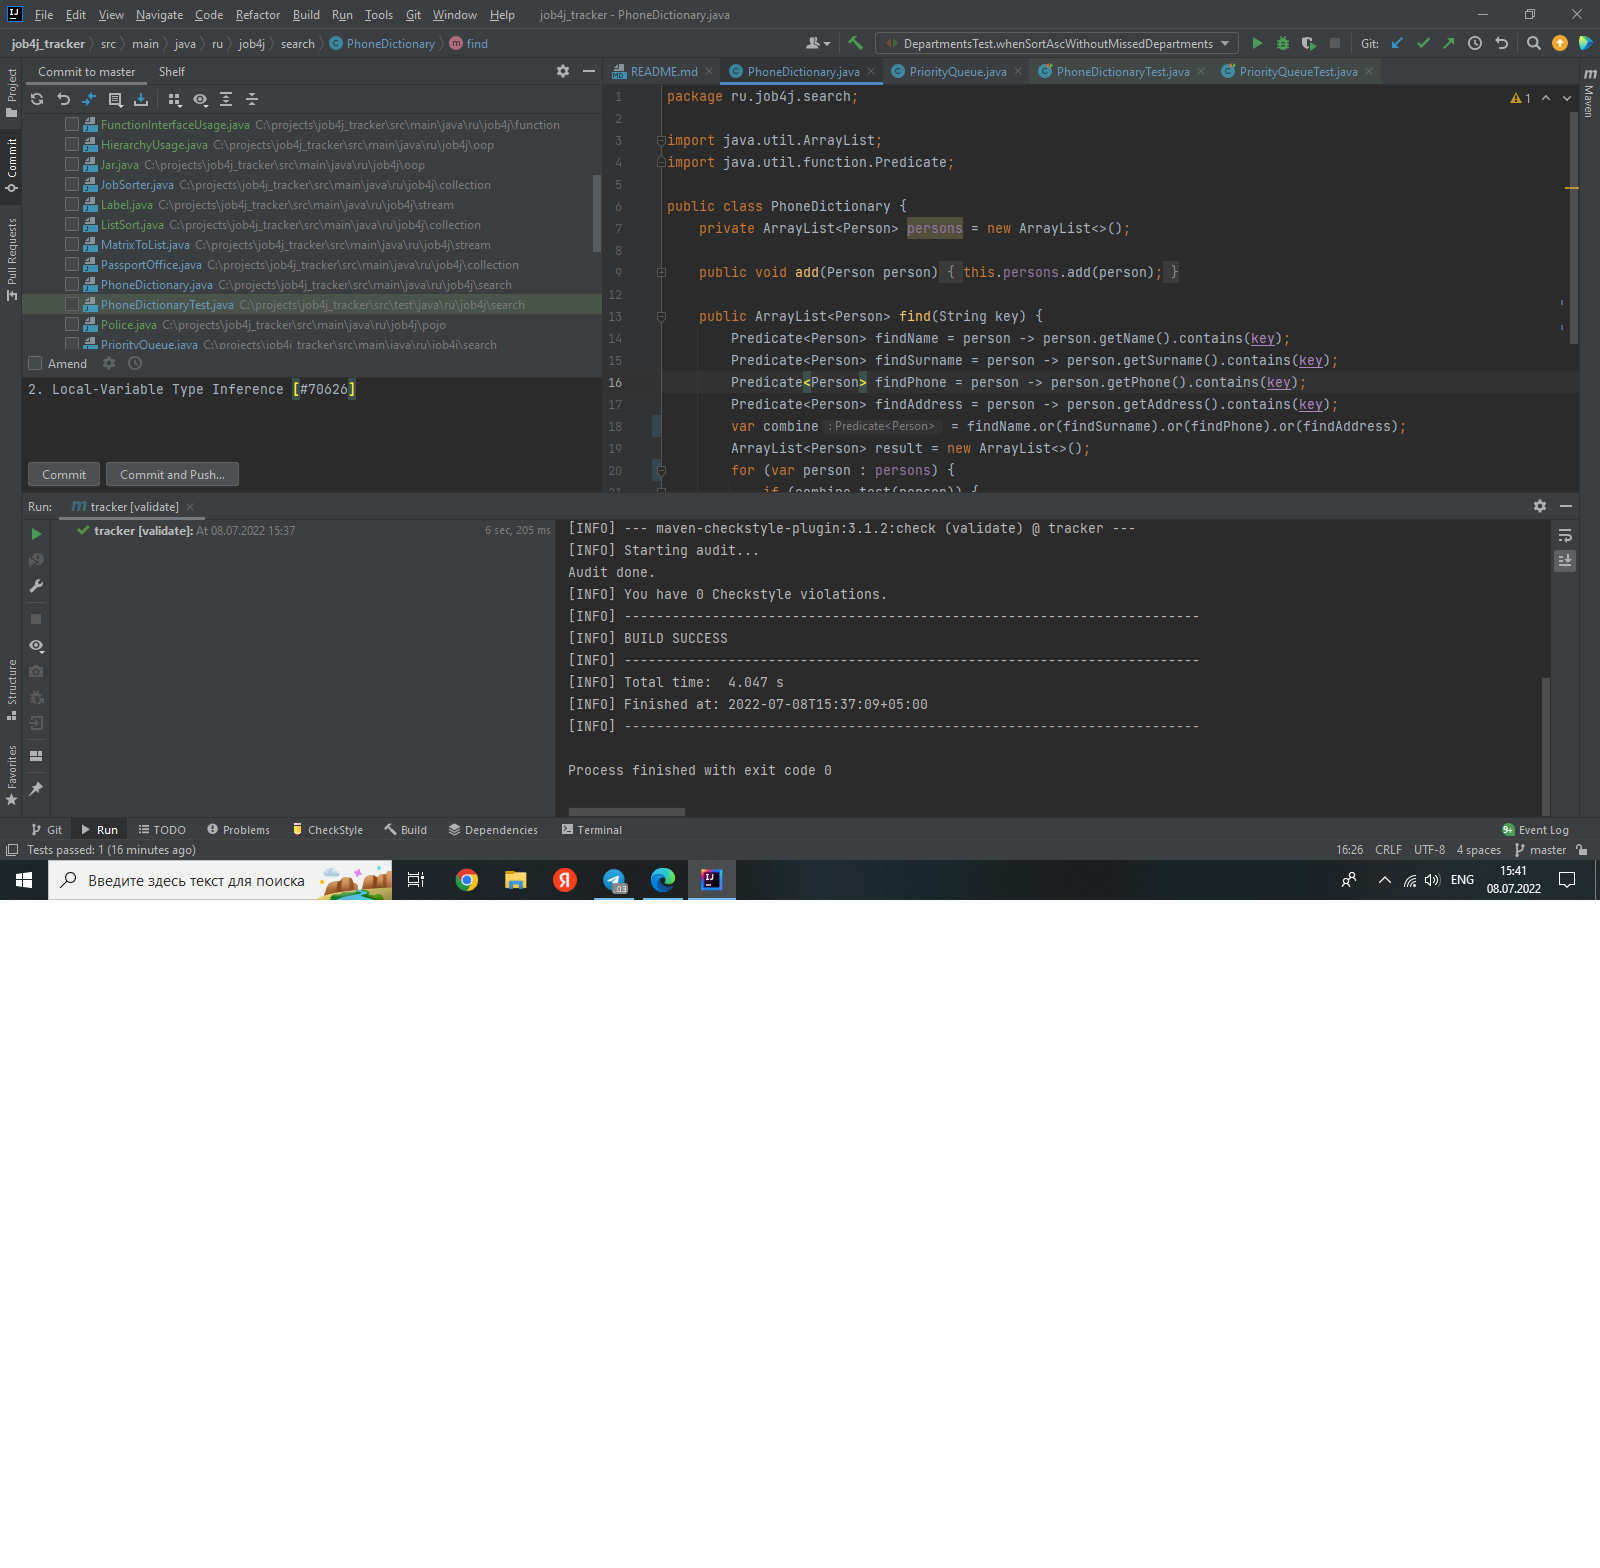 File Edit View Navigate Code Refactor Build Run Tools Git Window Help job4j_tracker - PhoneDictionary.java
job4j_tracker src main java ru job4j search PhoneDictionary find
DepartmentsTest.whenSortAscWithoutMissedDepartments Git:
Project
Commit
Pull Requests
Structure
Favorites
Commit to master Shelf
FunctionInterfaceUsage.java C:\projects\job4j_tracker\src\main\java\ru\job4j\function
HierarchyUsage.java C:\projects\job4j_tracker\src\main\java\ru\job4j\oop
Jar.java C:\projects\job4j_tracker\src\main\java\ru\job4j\oop
JobSorter.java C:\projects\job4j_tracker\src\main\java\ru\job4j\collection
Label.java C:\projects\job4j_tracker\src\main\java\ru\job4j\stream
ListSort.java C:\projects\job4j_tracker\src\main\java\ru\job4j\collection
MatrixToList.java C:\projects\job4j_tracker\src\main\java\ru\job4j\stream
PassportOffice.java C:\projects\job4j_tracker\src\main\java\ru\job4j\collection
PhoneDictionary.java C:\projects\job4j_tracker\src\main\java\ru\job4j\search
PhoneDictionaryTest.java C:\projects\job4j_tracker\src\test\java\ru\job4j\search
Police.java C:\projects\job4j_tracker\src\main\java\ru\job4j\pojo
PriorityQueue.java C:\projects\job4j_tracker\src\main\java\ru\job4j\search
Amend
2. Local-Variable Type Inference [#70626]
Commit Commit and Push...
README.md PhoneDictionary.java PriorityQueue.java PhoneDictionaryTest.java PriorityQueueTest.java
Maven
1
1 package ru.job4j.search;
2
3 import java.util.ArrayList;
4 import java.util.function.Predicate;
5
6 public class PhoneDictionary {
7 private ArrayList<Person> persons = new ArrayList<>();
8
9 public void add(Person person) { this.persons.add(person); }
12
13 public ArrayList<Person> find(String key) {
14 Predicate<Person> findName = person -> person.getName().contains(key);
15 Predicate<Person> findSurname = person -> person.getSurname().contains(key);
16 Predicate<Person> findPhone = person -> person.getPhone().contains(key);
17 Predicate<Person> findAddress = person -> person.getAddress().contains(key);
18 var combine : Predicate<Person> = findName.or(findSurname).or(findPhone).or(findAddress);
19 ArrayList<Person> result = new ArrayList<>();
20 for (var person : persons) {
21 if (combine.test(person)) {
Run: tracker [validate]
tracker [validate]: At 08.07.2022 15:37 6 sec, 205 ms
[INFO] --- maven-checkstyle-plugin:3.1.2:check (validate) @ tracker ---
[INFO] Starting audit...
Audit done.
[INFO] You have 0 Checkstyle violations.
[INFO] ------------------------------------------------------------------------
[INFO] BUILD SUCCESS
[INFO] ------------------------------------------------------------------------
[INFO] Total time:  4.047 s
[INFO] Finished at: 2022-07-08T15:37:09+05:00
[INFO] ------------------------------------------------------------------------
Process finished with exit code 0
Git Run TODO Problems CheckStyle Build Dependencies Terminal 9+ Event Log
Tests passed: 1 (16 minutes ago) 16:26 CRLF UTF-8 4 spaces master
Введите здесь текст для поиска Я .03 IJ ENG 15:41
08.07.2022